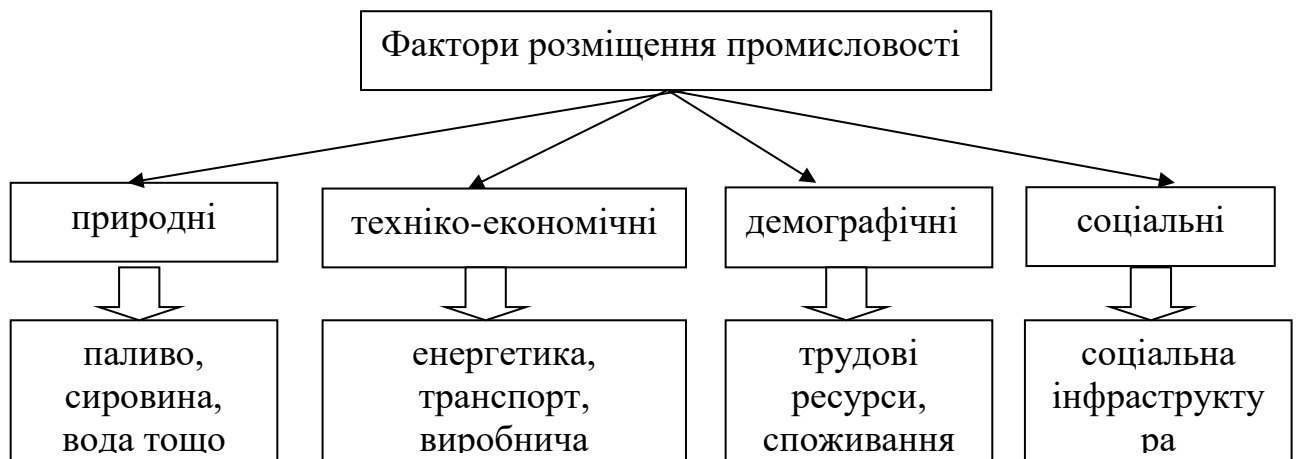 Фактори розміщення промисловості
природні
техніко-економічні
демографічні
соціальні
паливо,
сировина,
вода тощо
енергетика,
транспорт,
виробнича
трудові
ресурси,
споживання
соціальна
інфраструкту
ра